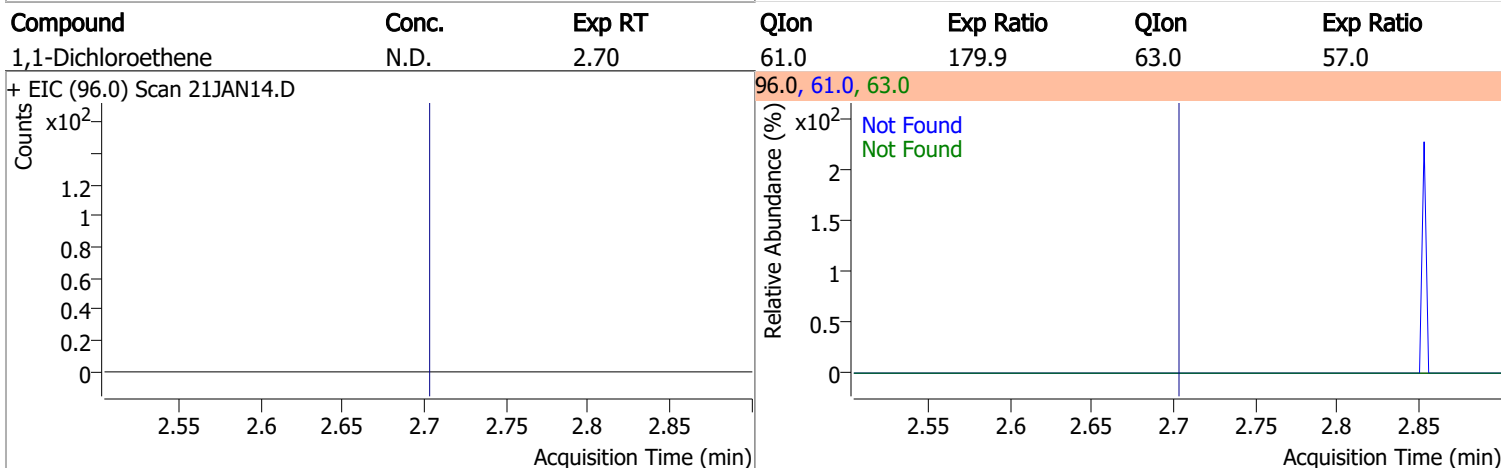 Compound Conc. Exp RT QIon Exp Ratio QIon Exp Ratio
1,1-Dichloroethene N.D. 2.70 61.0 179.9 63.0 57.0
+ EIC (96.0) Scan 21JAN14.D
Counts
x10²
1.2
1
0.8
0.6
0.4
0.2
0
2.55 2.6 2.65 2.7 2.75 2.8 2.85
Acquisition Time (min)
96.0, 61.0, 63.0
Relative Abundance (%)
x10²
Not Found
Not Found
2
1.5
1
0.5
0
2.55 2.6 2.65 2.7 2.75 2.8 2.85
Acquisition Time (min)